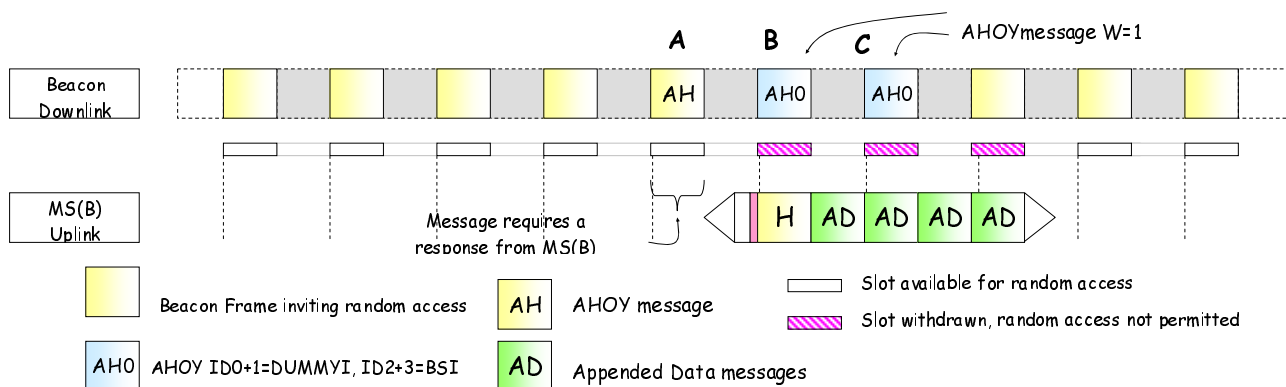 A B C AHOYmessage W=1
Beacon
Downlink
AH AH0 AH0
MS(B)
Uplink
Message requires a
response from MS(B)
H AD AD AD AD
Beacon Frame inviting random access
AH AHOY message
Slot available for random access
Slot withdrawn, random access not permitted
AH0 AHOY ID0+1=DUMMYI, ID2+3=BSI
AD Appended Data messages